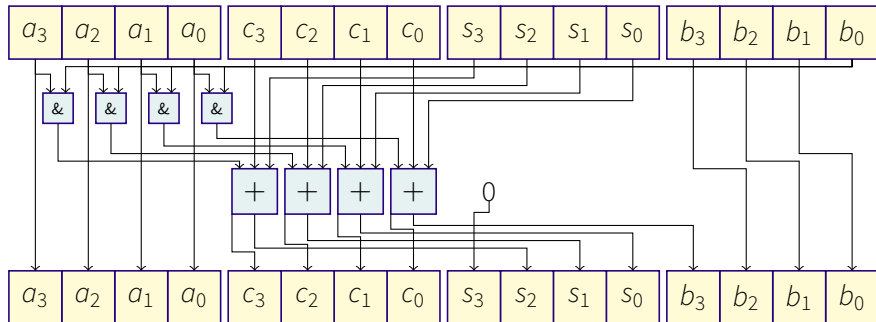 a3 a2 a1 a0 c3 c2 c1 c0 s3 s2 s1 s0 b3 b2 b1 b0
& & & &
+ + + + 0
a3 a2 a1 a0 c3 c2 c1 c0 s3 s2 s1 s0 b3 b2 b1 b0